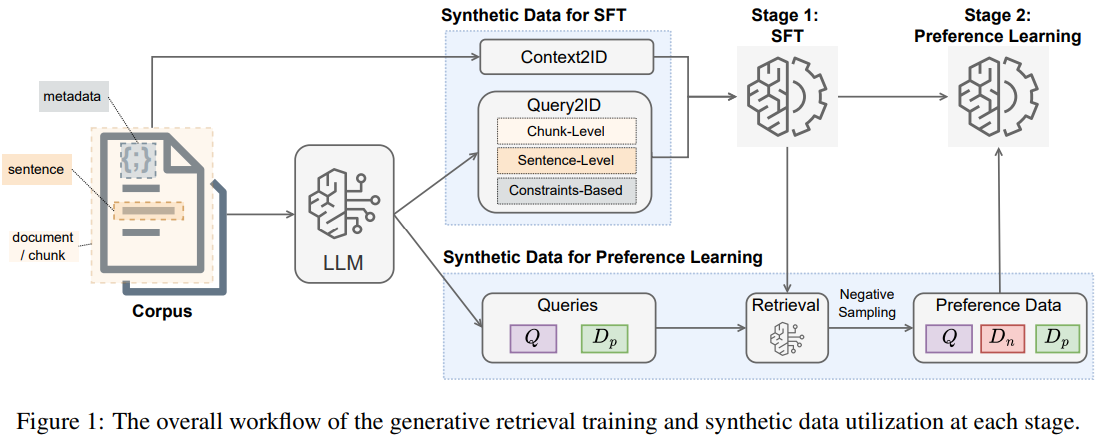 Synthetic Data for SFT
Stage 1:
SFT
Stage 2:
Preference Learning
Context2ID
metadata
{;}
Query2ID
Chunk-Level
Sentence-Level
Constraints-Based
sentence
document
/ chunk
LLM
Corpus
Synthetic Data for Preference Learning
Queries
Q
D_p
Retrieval
Negative
Sampling
Preference Data
Q
D_n
D_p
Figure 1: The overall workflow of the generative retrieval training and synthetic data utilization at each stage.